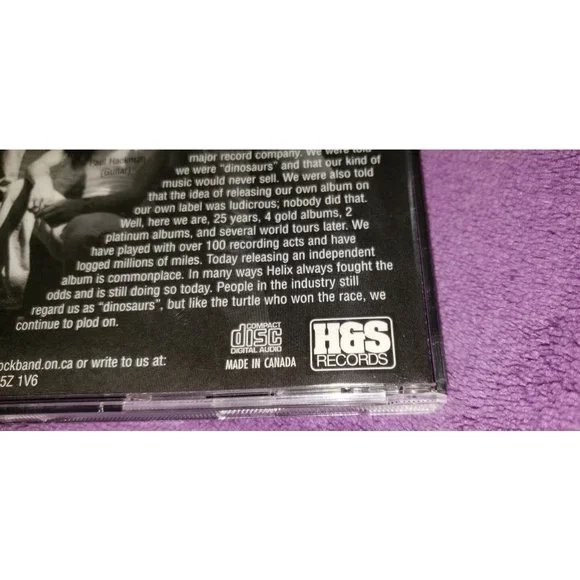 Paul Hackman
(Guitar)
major record company. We were told
we were "dinosaurs" and that our kind of
music would never sell. We were also told
that the idea of releasing our own album on
our own label was ludicrous; nobody did that.
Well, here we are, 25 years, 4 gold albums, 2
platinum albums, and several world tours later. We
have played with over 100 recording acts and have
logged millions of miles. Today releasing an independent
album is commonplace. In many ways Helix always fought the
odds and is still doing so today. People in the industry still
regard us as "dinosaurs", but like the turtle who won the race, we
continue to plod on.
ockband.on.ca or write to us at:
5Z 1V6
COMPACT
disc
DIGITAL AUDIO
MADE IN CANADA
H&S
RECORDS